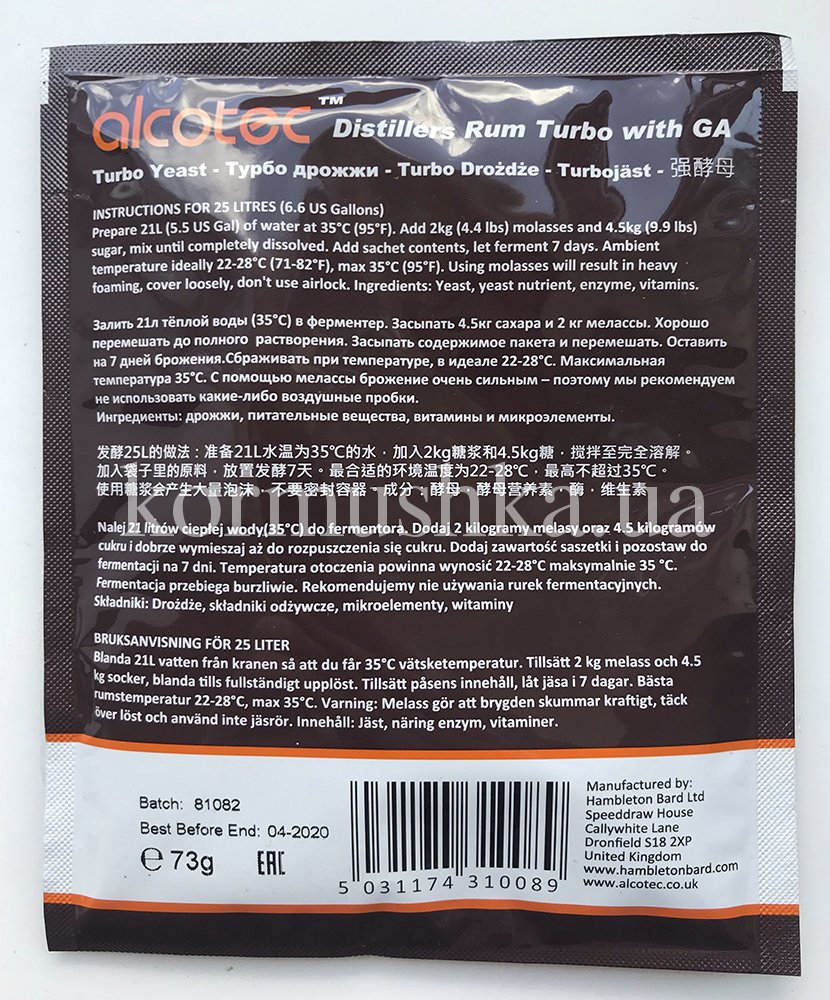 alcotec™ Distillers Rum Turbo with GA
Turbo Yeast - Турбо дрожжи - Turbo Drożdże - Turbojäst - 强酵母
INSTRUCTIONS FOR 25 LITRES (6.6 US Gallons)
Prepare 21L (5.5 US Gal) of water at 35°C (95°F). Add 2kg (4.4 lbs) molasses and 4.5kg (9.9 lbs)
sugar, mix until completely dissolved. Add sachet contents, let ferment 7 days. Ambient
temperature ideally 22-28°C (71-82°F), max 35°C (95°F). Using molasses will result in heavy
foaming, cover loosely, don't use airlock. Ingredients: Yeast, yeast nutrient, enzyme, vitamins.
Залить 21л тёплой воды (35°C) в ферментер. Засыпать 4.5кг сахара и 2 кг мелассы. Хорошо
перемешать до полного растворения. Засыпать содержимое пакета и перемешать. Оставить
на 7 дней брожения.Сбраживать при температуре, в идеале 22-28°C. Максимальная
температура 35°C. С помощью мелассы брожение очень сильным – поэтому мы рекомендуем
не использовать какие-либо воздушные пробки.
Ингредиенты: дрожжи, питательные вещества, витамины и микроэлементы.
发酵25L的做法：准备21L水温为35℃的水，加入2kg糖浆和4.5kg糖，搅拌至完全溶解。
加入袋子里的原料，放置发酵7天。最合适的环境温度为22-28℃，最高不超过35℃。
使用糖浆会产生大量泡沫，不要密封容器。成分：酵母，酵母营养素，酶，维生素
kormushka.ua
Nalej 21 litrów ciepłej wody(35°C) do fermentora. Dodaj 2 kilogramy melasy oraz 4.5 kilogramów
cukru i dobrze wymieszaj aż do rozpuszczenia się cukru. Dodaj zawartość saszetki i pozostaw do
fermentacji na 7 dni. Temperatura otoczenia powinna wynosić 22-28°C maksymalnie 35 °C.
Fermentacja przebiega burzliwie. Rekomendujemy nie używania rurek fermentacyjnych.
Składniki: Drożdże, składniki odżywcze, mikroelementy, witaminy
BRUKSANVISNING FÖR 25 LITER
Blanda 21L vatten från kranen så att du får 35°C vätsketemperatur. Tillsätt 2 kg melass och 4.5
kg socker, blanda tills fullständigt upplöst. Tillsätt påsens innehåll, låt jäsa i 7 dagar. Bästa
rumstemperatur 22-28°C, max 35°C. Varning: Melass gör att brygden skummar kraftigt, täck
över löst och använd inte jäsrör. Innehåll: Jäst, näring enzym, vitaminer.
Batch: 81082
Best Before End: 04-2020
℮ 73g EAC
5 031174 310089
Manufactured by:
Hambleton Bard Ltd
Speeddraw House
Callywhite Lane
Dronfield S18 2XP
United Kingdom
www.hambletonbard.com
www.alcotec.co.uk